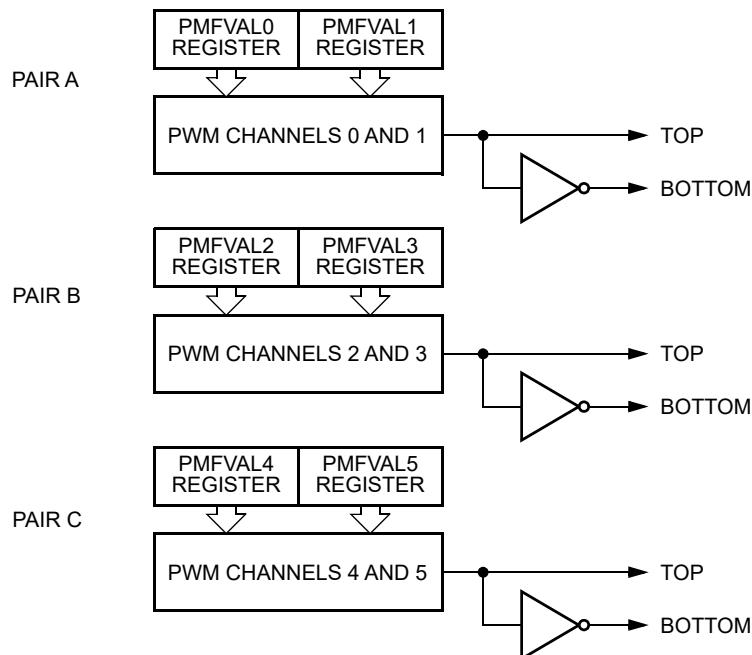 PMFVAL0 REGISTER
PMFVAL1 REGISTER
PAIR A
PWM CHANNELS 0 AND 1
TOP
BOTTOM
PMFVAL2 REGISTER
PMFVAL3 REGISTER
PAIR B
PWM CHANNELS 2 AND 3
TOP
BOTTOM
PMFVAL4 REGISTER
PMFVAL5 REGISTER
PAIR C
PWM CHANNELS 4 AND 5
TOP
BOTTOM